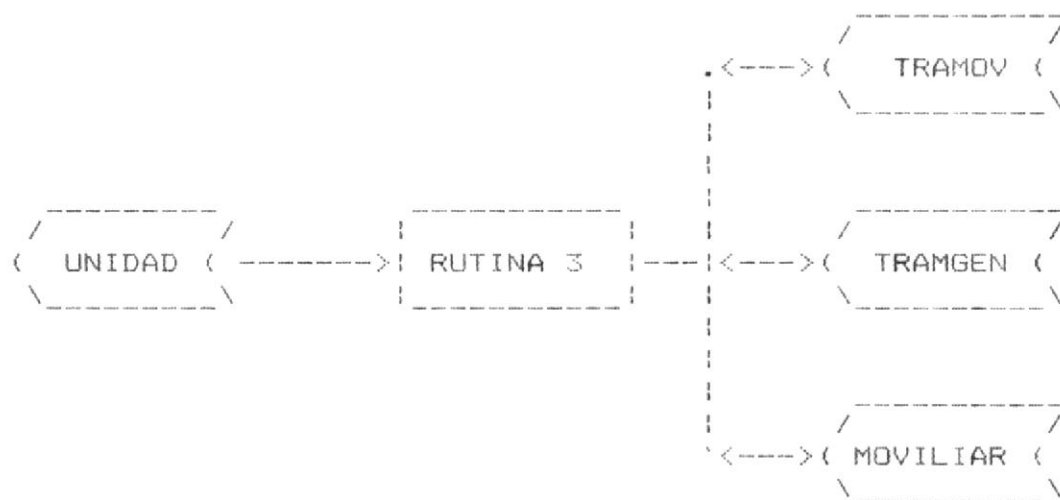 TRAMOV
UNIDAD
RUTINA 3
TRAMGEN
MOVILIAR